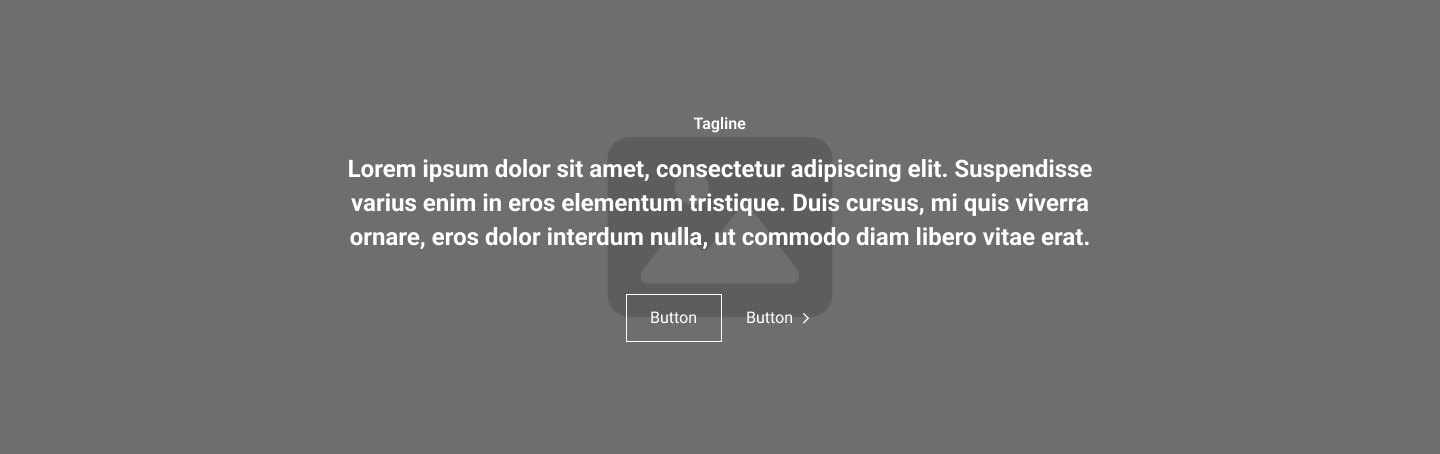 Tagline
Lorem ipsum dolor sit amet, consectetur adipiscing elit. Suspendisse
varius enim in eros elementum tristique. Duis cursus, mi quis viverra
ornare, eros dolor interdum nulla, ut commodo diam libero vitae erat.
Button Button